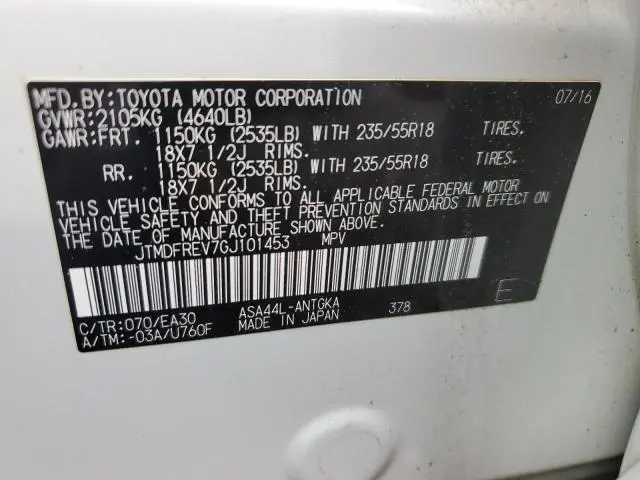 MFD. BY: TOYOTA MOTOR CORPORATION 07/16
GVWR: 2105KG (4640LB)
GAWR: FRT. 1150KG (2535LB) WITH 235/55R18 TIRES.
18X7 1/2J RIMS.
RR. 1150KG (2535LB) WITH 235/55R18 TIRES.
18X7 1/2J RIMS.
THIS VEHICLE CONFORMS TO ALL APPLICABLE FEDERAL MOTOR
VEHICLE SAFETY AND THEFT PREVENTION STANDARDS IN EFFECT ON
THE DATE OF MANUFACTURE SHOWN ABOVE.
JTMDFREV7GJ101453 MPV
C/TR: 070/EA30 ASA44L-ANTGKA 378 E
A/TM: -03A/U760F MADE IN JAPAN